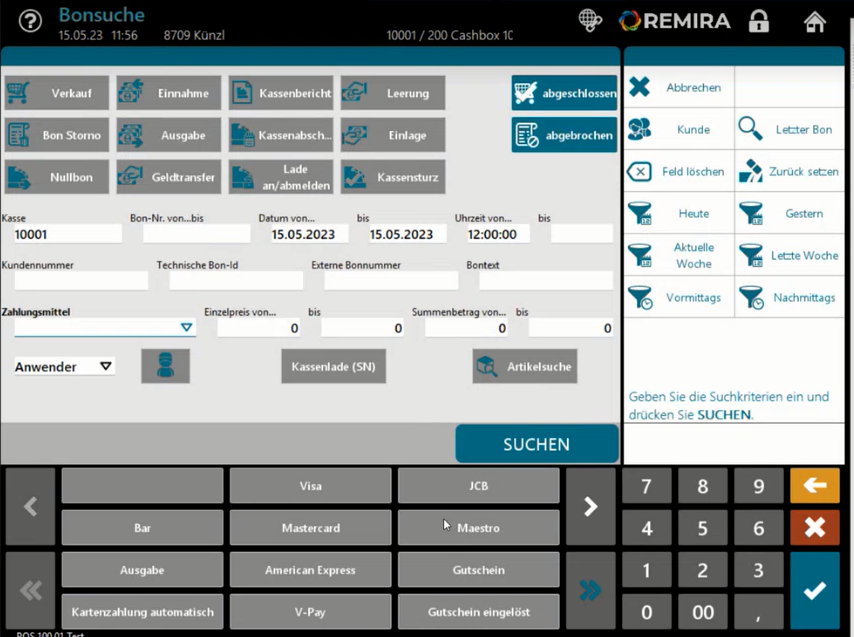 Bonsuche
15.05.23 11:56 8709 Künzl 10001 / 200 Cashbox 10
REMIRA
Verkauf Einnahme Kassenbericht Leerung abgeschlossen
Bon Storno Ausgabe Kassenabsch... Einlage abgebrochen
Nullbon Geldtransfer Lade an/abmelden Kassensturz
Kasse Bon-Nr. von...bis Datum von... bis Uhrzeit von... bis
10001 15.05.2023 15.05.2023 12:00:00
Kundennummer Technische Bon-Id Externe Bonnummer Bontext
Zahlungsmittel Einzelpreis von... bis Summenbetrag von... bis
0 0 0 0
Anwender Kassenlade (SN) Artikelsuche
SUCHEN
Abbrechen
Kunde Letzter Bon
Feld löschen Zurück setzen
Heute Gestern
Aktuelle Woche Letzte Woche
Vormittags Nachmittags
Geben Sie die Suchkriterien ein und
drücken Sie SUCHEN.
Visa JCB
Bar Mastercard Maestro
Ausgabe American Express Gutschein
Kartenzahlung automatisch V-Pay Gutschein eingelöst
7 8 9
4 5 6
1 2 3
0 00 ,
POS 100.01 Test